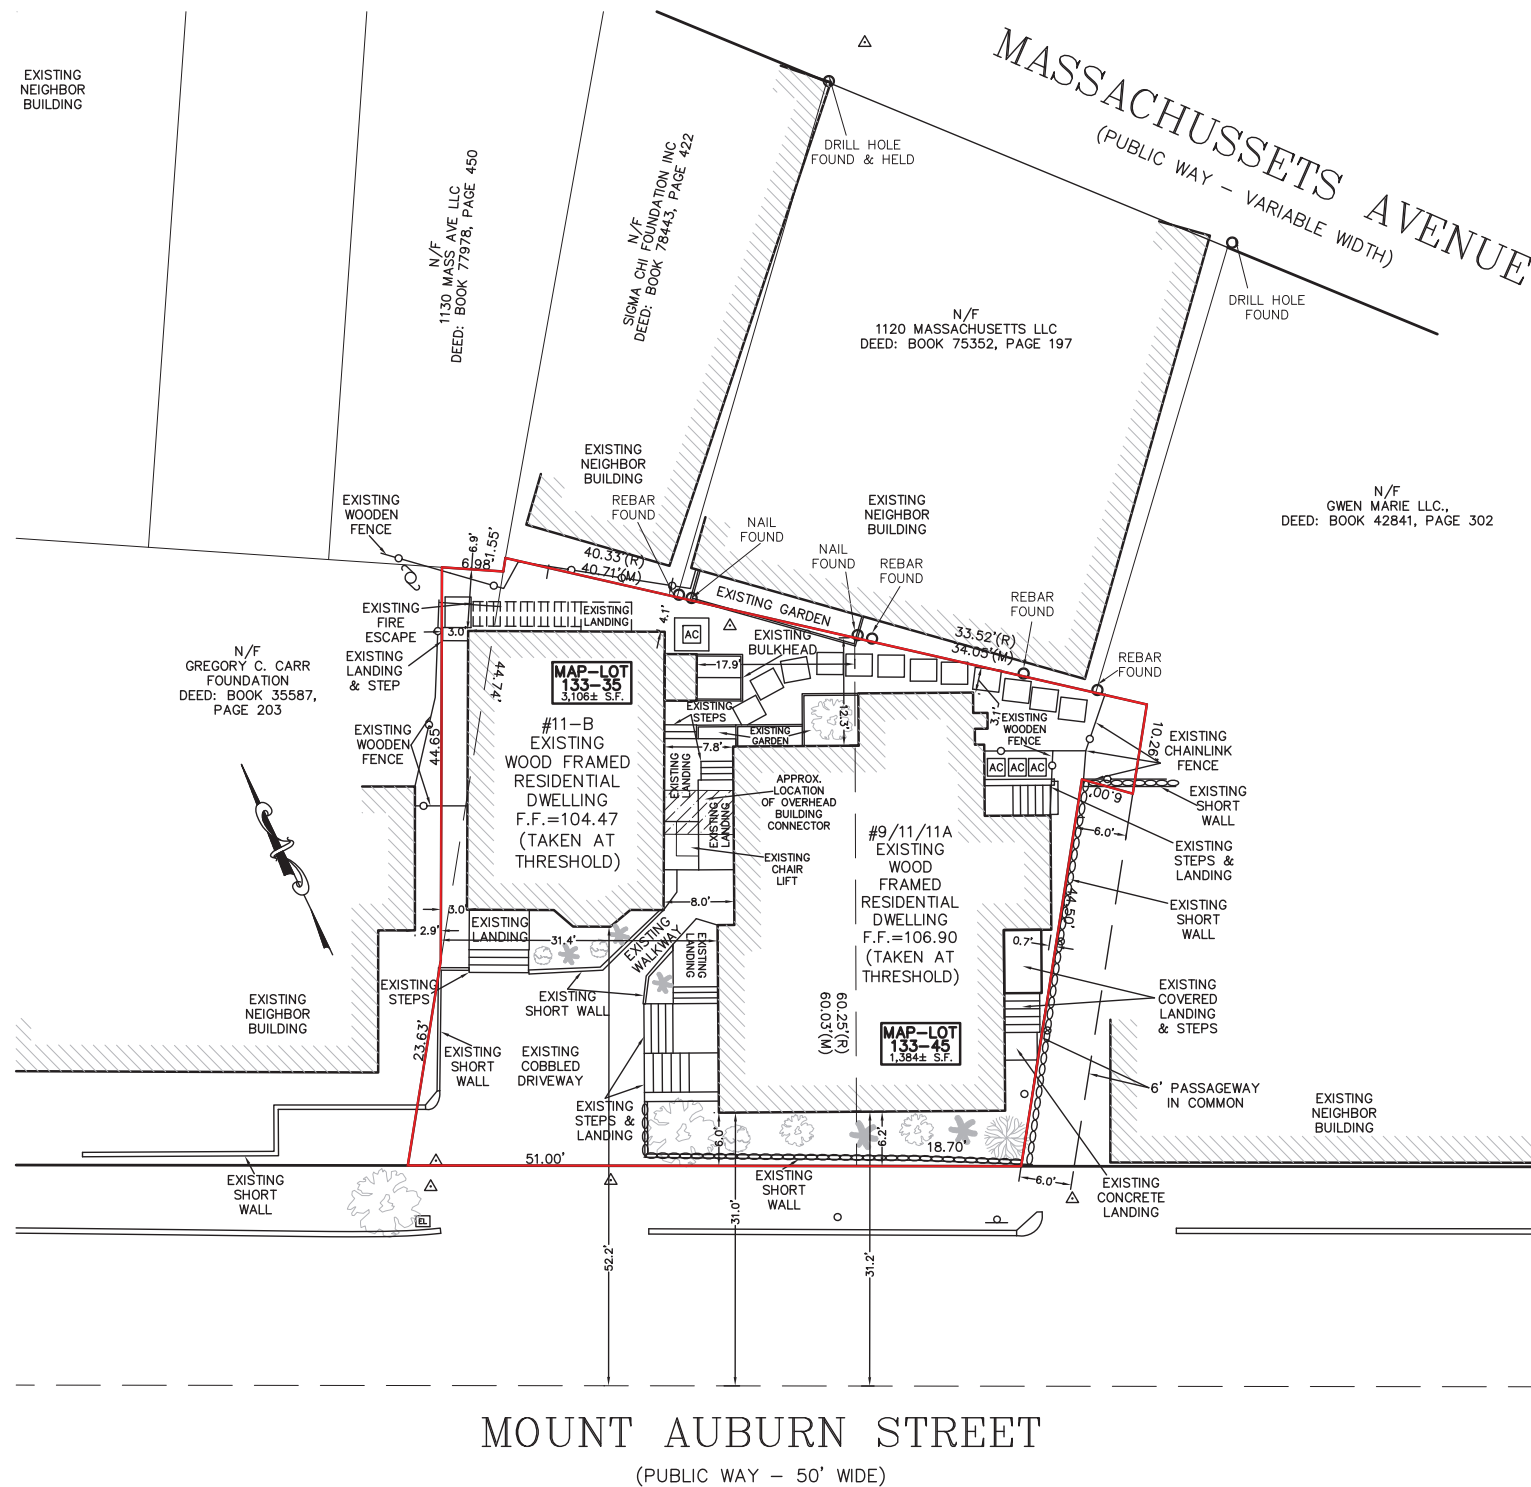 EXISTING
NEIGHBOR
BUILDING
MASSACHUSSETS AVENUE
(PUBLIC WAY - VARIABLE WIDTH)
DRILL HOLE
FOUND & HELD
N/F
1130 MASS AVE LLC
DEED: BOOK 77978, PAGE 450
N/F
SIGMA CHI FOUNDATION INC
DEED: BOOK 78443, PAGE 422
DRILL HOLE
FOUND
N/F
1120 MASSACHUSETTS LLC
DEED: BOOK 75352, PAGE 197
EXISTING
NEIGHBOR
BUILDING
N/F
GWEN MARIE LLC.,
DEED: BOOK 42841, PAGE 302
EXISTING
WOODEN
FENCE
REBAR
FOUND
NAIL
FOUND
EXISTING
NEIGHBOR
BUILDING
NAIL
FOUND
REBAR
FOUND
REBAR
FOUND
REBAR
FOUND
6.9'
1.55'
6.98'
40.33'(R)
40.71'(M)
EXISTING GARDEN
33.52'(R)
34.05'(M)
EXISTING
FIRE
ESCAPE
EXISTING
LANDING
4.1'
AC
EXISTING
BULKHEAD
3.0'
N/F
GREGORY C. CARR
FOUNDATION
DEED: BOOK 35587,
PAGE 203
EXISTING
LANDING
& STEP
44.74'
MAP-LOT
133-35
3,106± S.F.
17.9'
EXISTING
STEPS
12.3'
3.1'
EXISTING
WOODEN
FENCE
10.26'
EXISTING
CHAINLINK
FENCE
EXISTING
WOODEN
FENCE
44.65'
#11-B
EXISTING
WOOD FRAMED
RESIDENTIAL
DWELLING
F.F.=104.47
(TAKEN AT
THRESHOLD)
EXISTING
GARDEN
7.8'
EXISTING
LANDING
EXISTING
LANDING
APPROX.
LOCATION
OF OVERHEAD
BUILDING
CONNECTOR
AC
AC
AC
6.00'
EXISTING
SHORT
WALL
6.0'
EXISTING
CHAIR
LIFT
#9/11/11A
EXISTING
WOOD
FRAMED
RESIDENTIAL
DWELLING
F.F.=106.90
(TAKEN AT
THRESHOLD)
EXISTING
STEPS &
LANDING
44.50'
EXISTING
SHORT
WALL
3.0'
2.9'
EXISTING
LANDING
31.4'
8.0'
EXISTING
WALKWAY
EXISTING
LANDING
0.7'
EXISTING
STEPS
EXISTING
SHORT WALL
EXISTING
COVERED
LANDING
& STEPS
EXISTING
NEIGHBOR
BUILDING
23.63'
EXISTING
SHORT
WALL
EXISTING
COBBLED
DRIVEWAY
60.25'(R)
60.03'(M)
MAP-LOT
133-45
1,384± S.F.
6' PASSAGEWAY
IN COMMON
EXISTING
NEIGHBOR
BUILDING
EXISTING
STEPS &
LANDING
6.0'
6.2'
18.70'
51.00'
EXISTING
SHORT
WALL
EXISTING
SHORT
WALL
6.0'
EXISTING
CONCRETE
LANDING
EL
52.2'
31.0'
31.2'
MOUNT AUBURN STREET
(PUBLIC WAY - 50' WIDE)